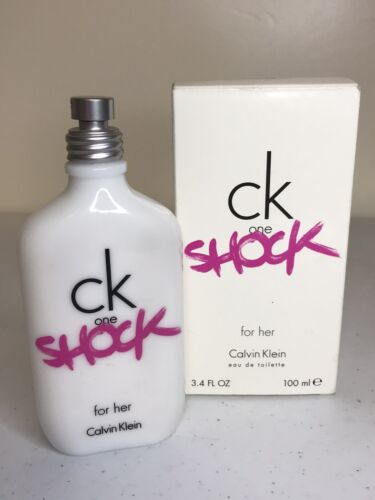 ck
one
SHOCK
for her
Calvin Klein
ck
one
SHOCK
for her
Calvin Klein
eau de toilette
3.4 FL OZ 100 ml ℮